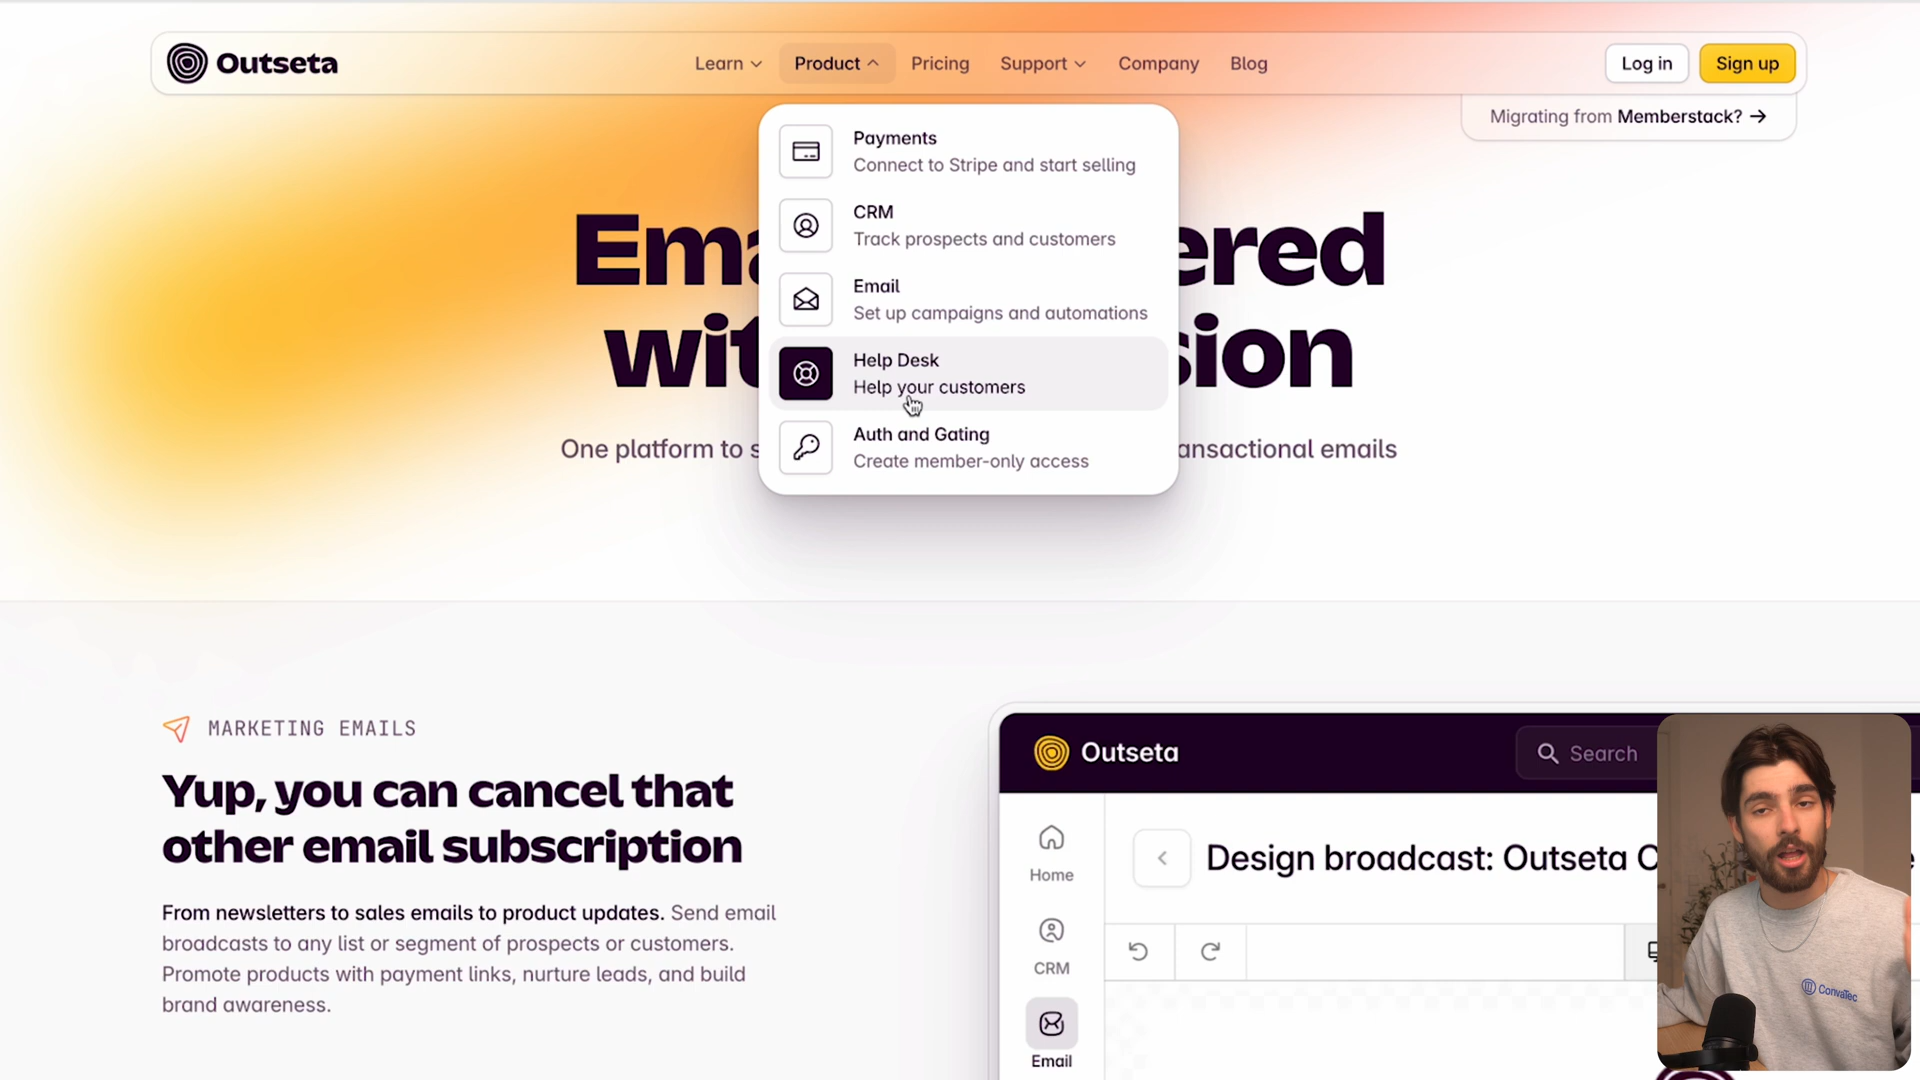 Outseta
Learn
Product
Pricing
Support
Company
Blog
Log in
Sign up
Migrating from Memberstack? →
Payments
Connect to Stripe and start selling
CRM
Track prospects and customers
Email
Set up campaigns and automations
Help Desk
Help your customers
Auth and Gating
Create member-only access
One platform to
ansactional emails
MARKETING EMAILS
Yup, you can cancel that
other email subscription
From newsletters to sales emails to product updates. Send email
broadcasts to any list or segment of prospects or customers.
Promote products with payment links, nurture leads, and build
brand awareness.
Outseta
Search
Home
CRM
Email
Design broadcast: Outseta
ConvaTec